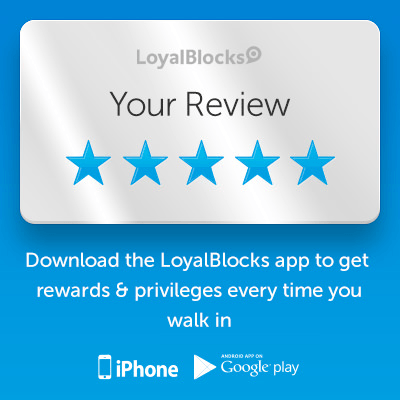 LoyalBlocks
Your Review
Download the LoyalBlocks app to get
rewards & privileges every time you
walk in
iPhone
ANDROID APP ON
Google play